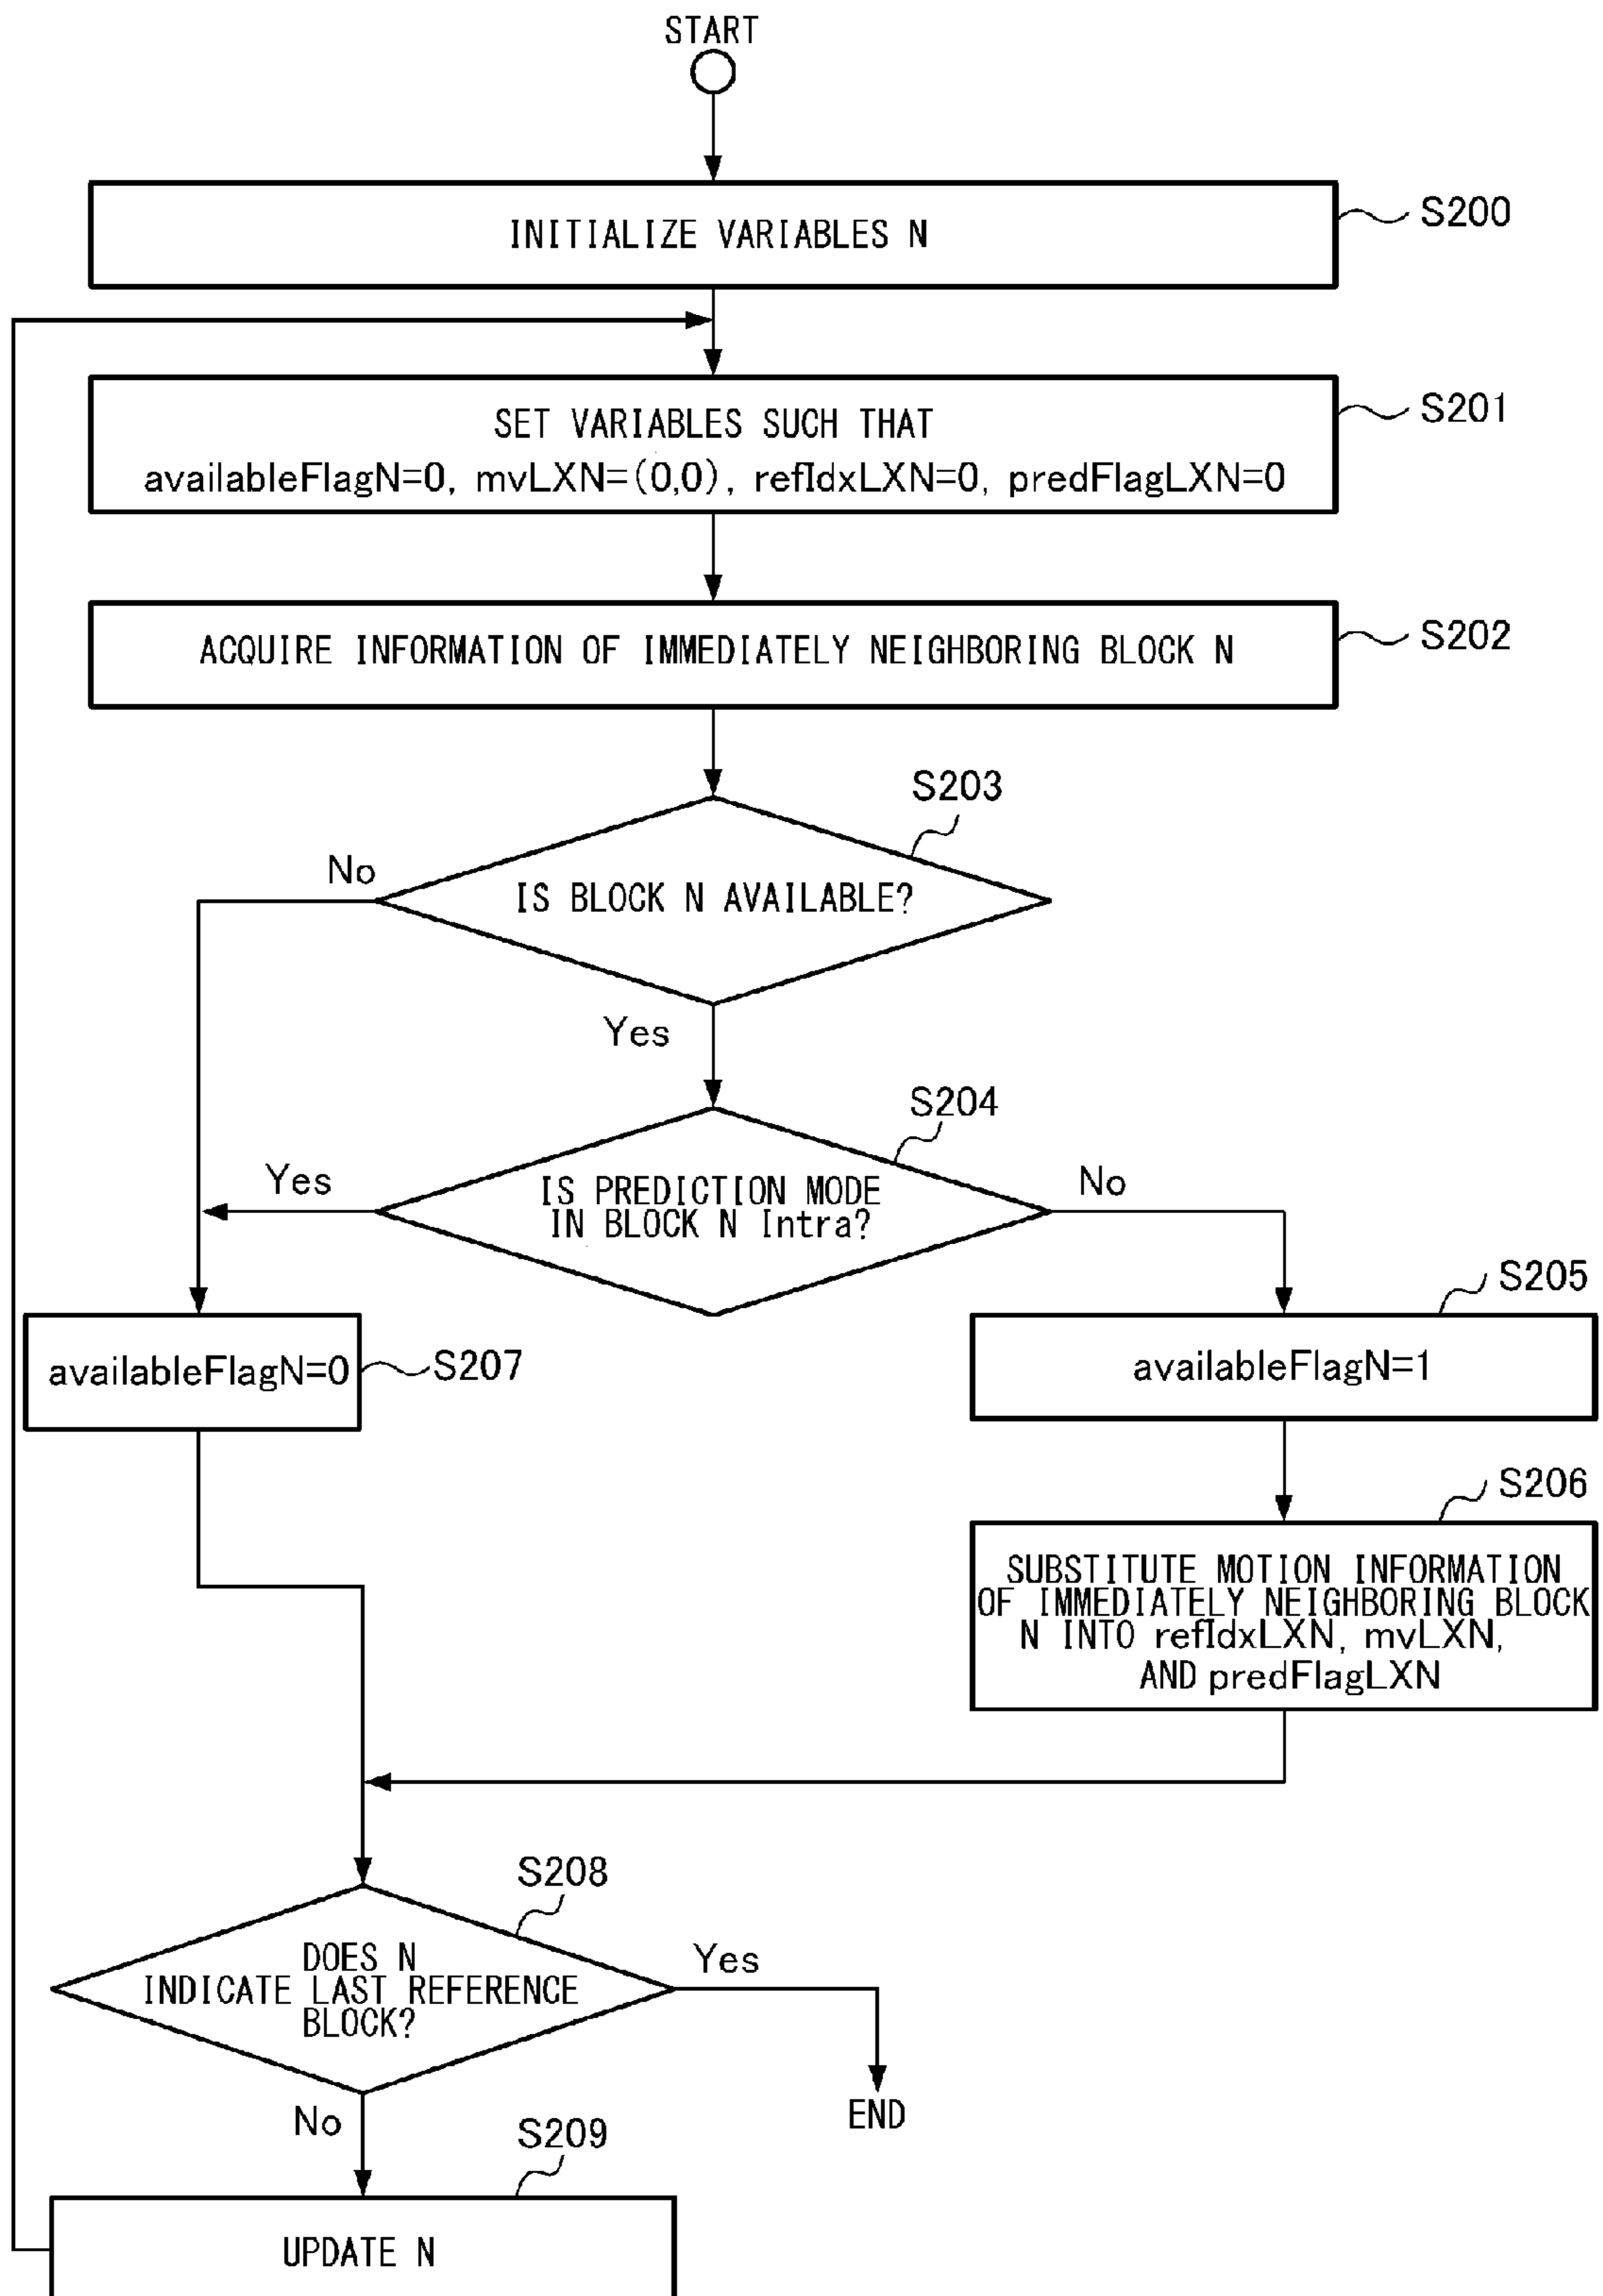 START
INITIALIZE VARIABLES N
S200
SET VARIABLES SUCH THAT
availableFlagN=0, mvLXN=(0,0), refIdxLXN=0, predFlagLXN=0
S201
ACQUIRE INFORMATION OF IMMEDIATELY NEIGHBORING BLOCK N
S202
S203
No
IS BLOCK N AVAILABLE?
Yes
S204
Yes
IS PREDICTION MODE
IN BLOCK N Intra?
No
S205
availableFlagN=0
S207
availableFlagN=1
S206
SUBSTITUTE MOTION INFORMATION
OF IMMEDIATELY NEIGHBORING BLOCK
N INTO refIdxLXN, mvLXN,
AND predFlagLXN
S208
DOES N
INDICATE LAST REFERENCE
BLOCK?
Yes
END
No
S209
UPDATE N